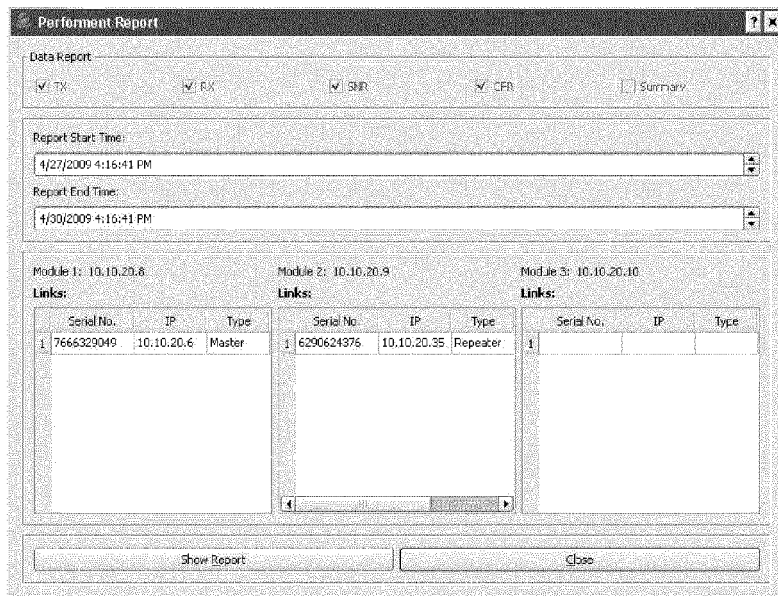 Performent Report
Data Report
TX RX SNR CFR Summary
Report Start Time:
4/27/2009 4:16:41 PM
Report End Time:
4/30/2009 4:16:41 PM
Module 1: 10.10.20.8 Module 2: 10.10.20.9 Module 3: 10.10.20.10
Links: Links: Links:
Serial No. IP Type Serial No. IP Type Serial No. IP Type
1 7666329049 10.10.20.6 Master 1 6290624376 10.10.20.35 Repeater 1
Show Report Close